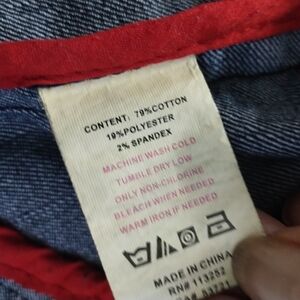 CONTENT: 79%COTTON
19%POLYESTER
2% SPANDEX
MACHINE WASH COLD
TUMBLE DRY LOW
ONLY NON-CHLORINE
BLEACH WHEN NEEDED
WARM IRON IF NEEDED
MADE IN CHINA
RN# 113252